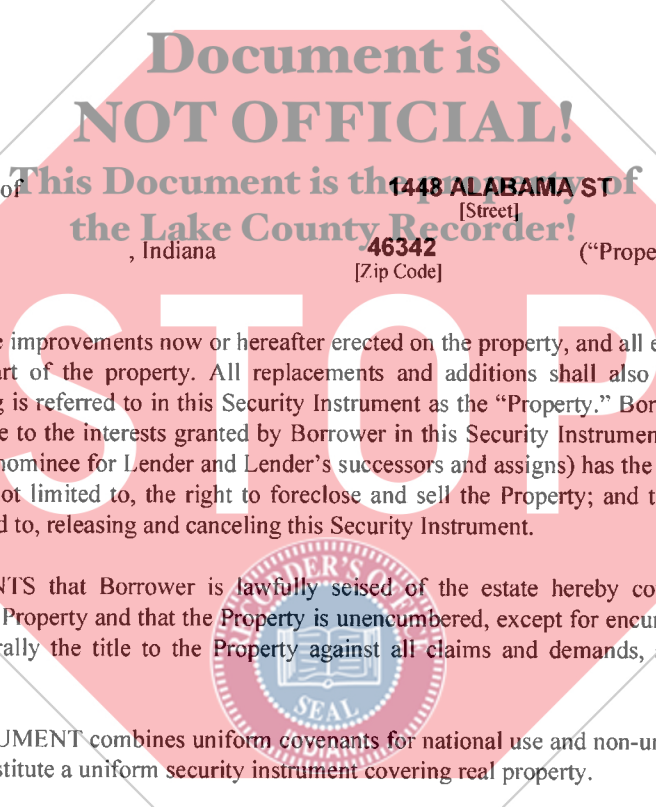 Document is
NOT OFFICIAL!
This Document is the property of
the Lake County Recorder!
of 1448 ALABAMA ST
[Street]
, Indiana 46342 (“Prope
[Zip Code]
STOP
e improvements now or hereafter erected on the property, and all e
rt of the property. All replacements and additions shall also
g is referred to in this Security Instrument as the “Property.” Bor
e to the interests granted by Borrower in this Security Instrument
nominee for Lender and Lender’s successors and assigns) has the
ot limited to, the right to foreclose and sell the Property; and t
d to, releasing and canceling this Security Instrument.
NTS that Borrower is lawfully seised of the estate hereby co
Property and that the Property is unencumbered, except for encu
rally the title to the Property against all claims and demands,
UMENT combines uniform covenants for national use and non-u
stitute a uniform security instrument covering real property.
RECORDER'S OFFICE
SEAL
INDIANA